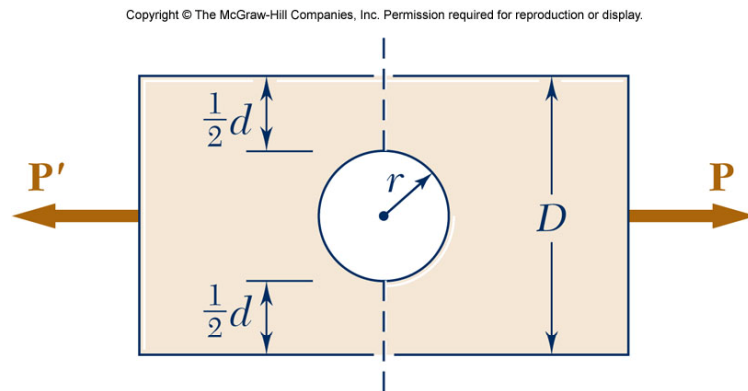 Copyright © The McGraw-Hill Companies, Inc. Permission required for reproduction or display.
1/2 d
P′
r
P
D
1/2 d